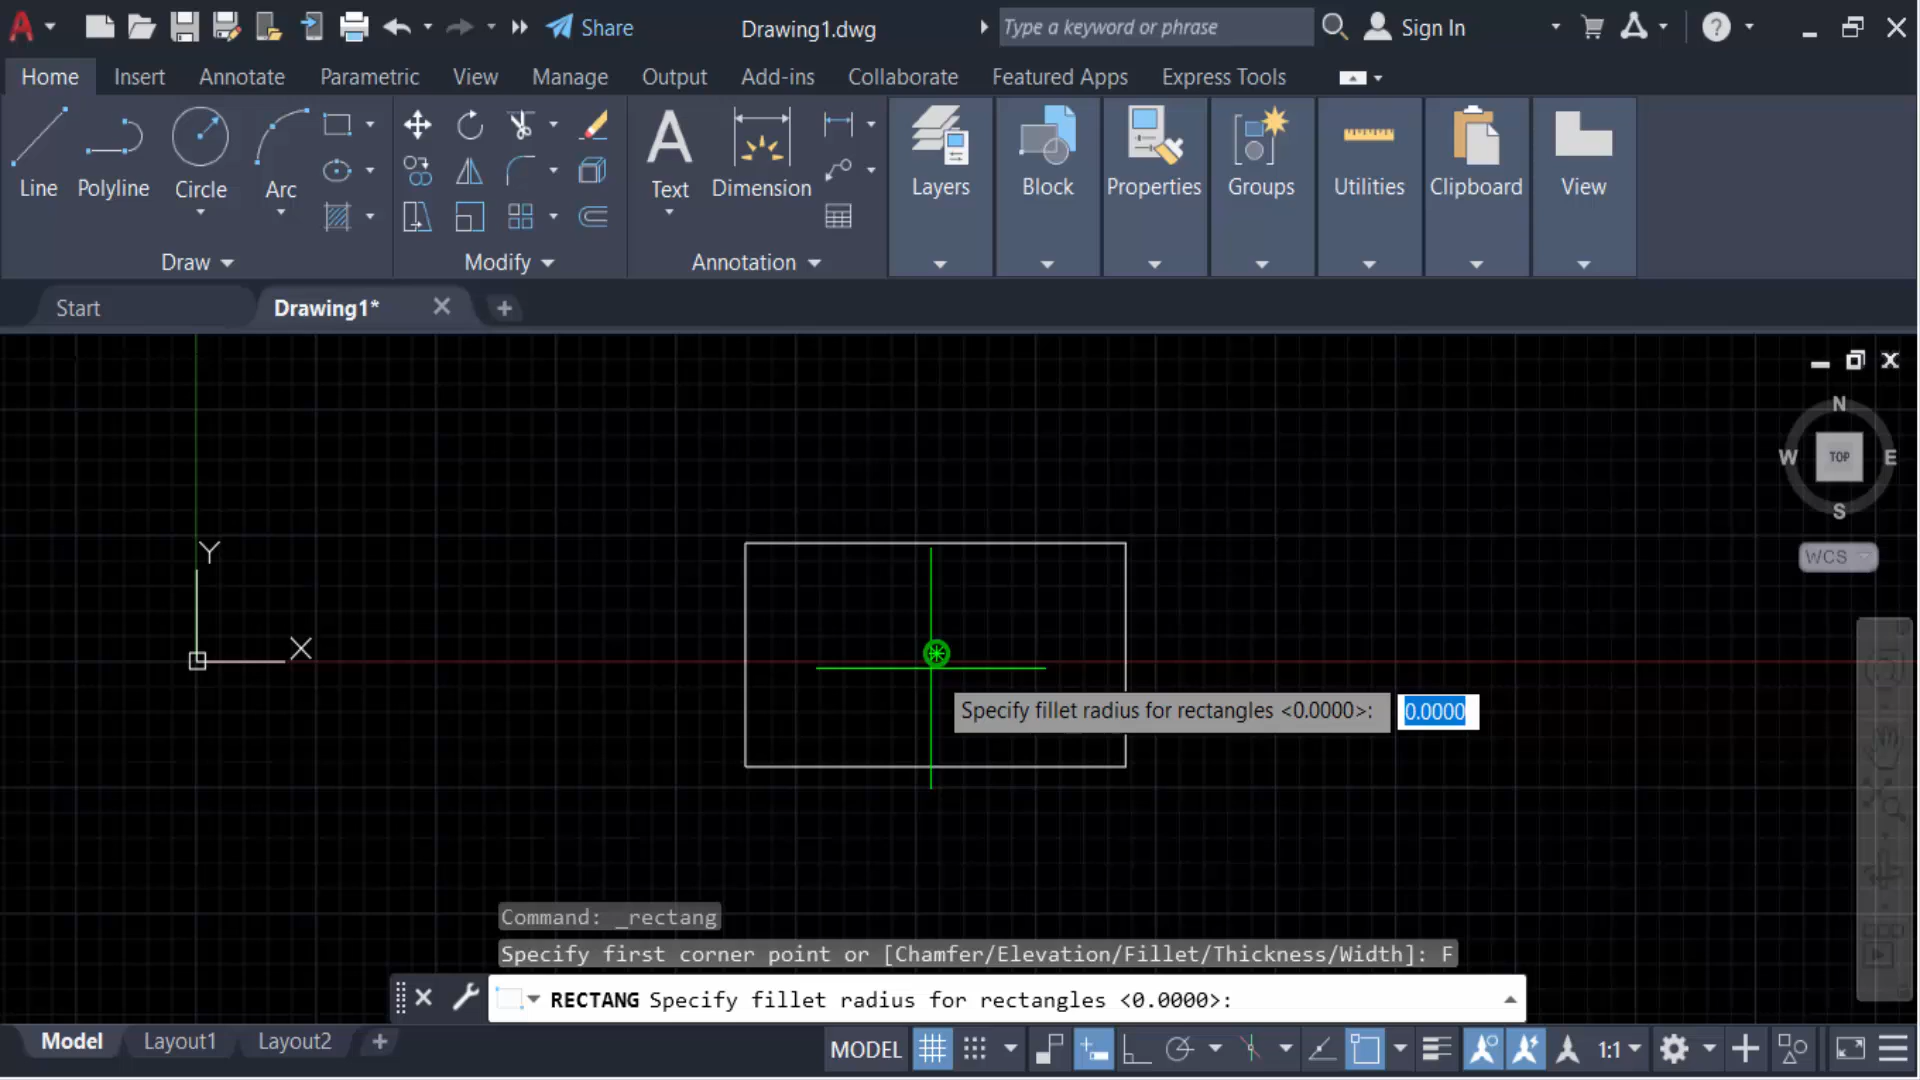 Share
Drawing1.dwg
Type a keyword or phrase
Sign In
Home Insert Annotate Parametric View Manage Output Add-ins Collaborate Featured Apps Express Tools
Line Polyline Circle Arc
A
Text Dimension
Layers Block Properties Groups Utilities Clipboard View
Draw Modify Annotation
Start Drawing1*
N
W TOP E
S
WCS
Y
X
Specify fillet radius for rectangles <0.0000>: 0.0000
Command: _rectang
Specify first corner point or [Chamfer/Elevation/Fillet/Thickness/Width]: F
RECTANG Specify fillet radius for rectangles <0.0000>:
Model Layout1 Layout2
MODEL
1:1